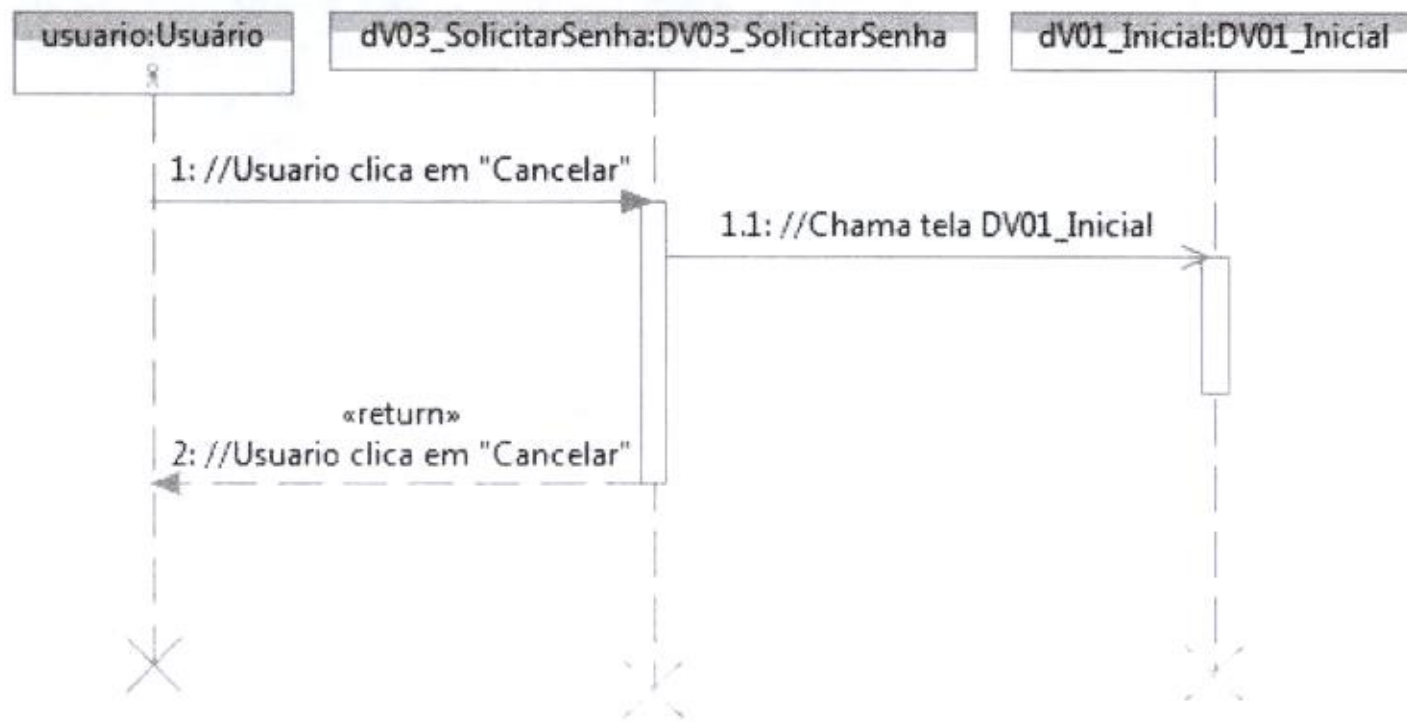 usuario:Usuário
dV03_SolicitarSenha:DV03_SolicitarSenha
dV01_Inicial:DV01_Inicial
1: //Usuario clica em "Cancelar"
1.1: //Chama tela DV01_Inicial
«return»
2: //Usuario clica em "Cancelar"